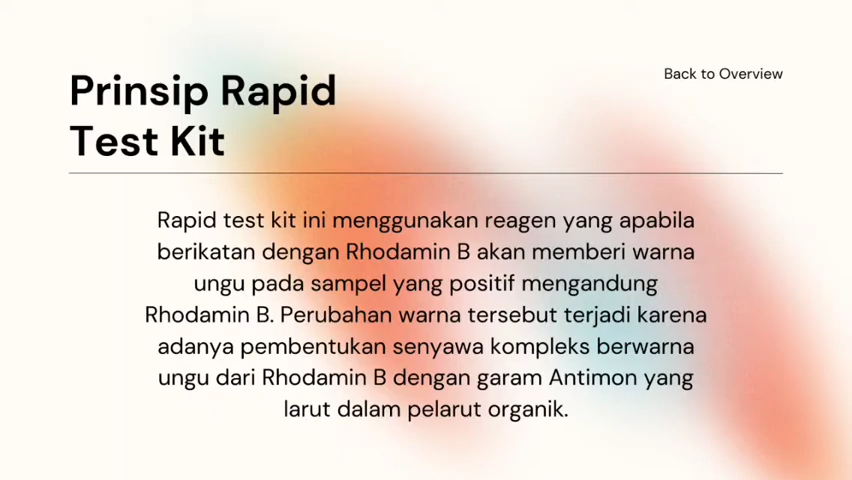 Prinsip Rapid
Test Kit
Back to Overview
Rapid test kit ini menggunakan reagen yang apabila
berikatan dengan Rhodamin B akan memberi warna
ungu pada sampel yang positif mengandung
Rhodamin B. Perubahan warna tersebut terjadi karena
adanya pembentukan senyawa kompleks berwarna
ungu dari Rhodamin B dengan garam Antimon yang
larut dalam pelarut organik.